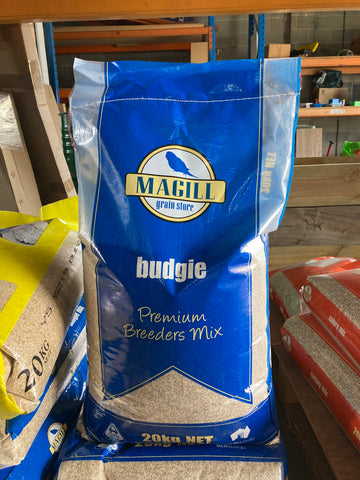 MAGILL
grain store
budgie
Premium
Breeders Mix
20kg NET
20KG